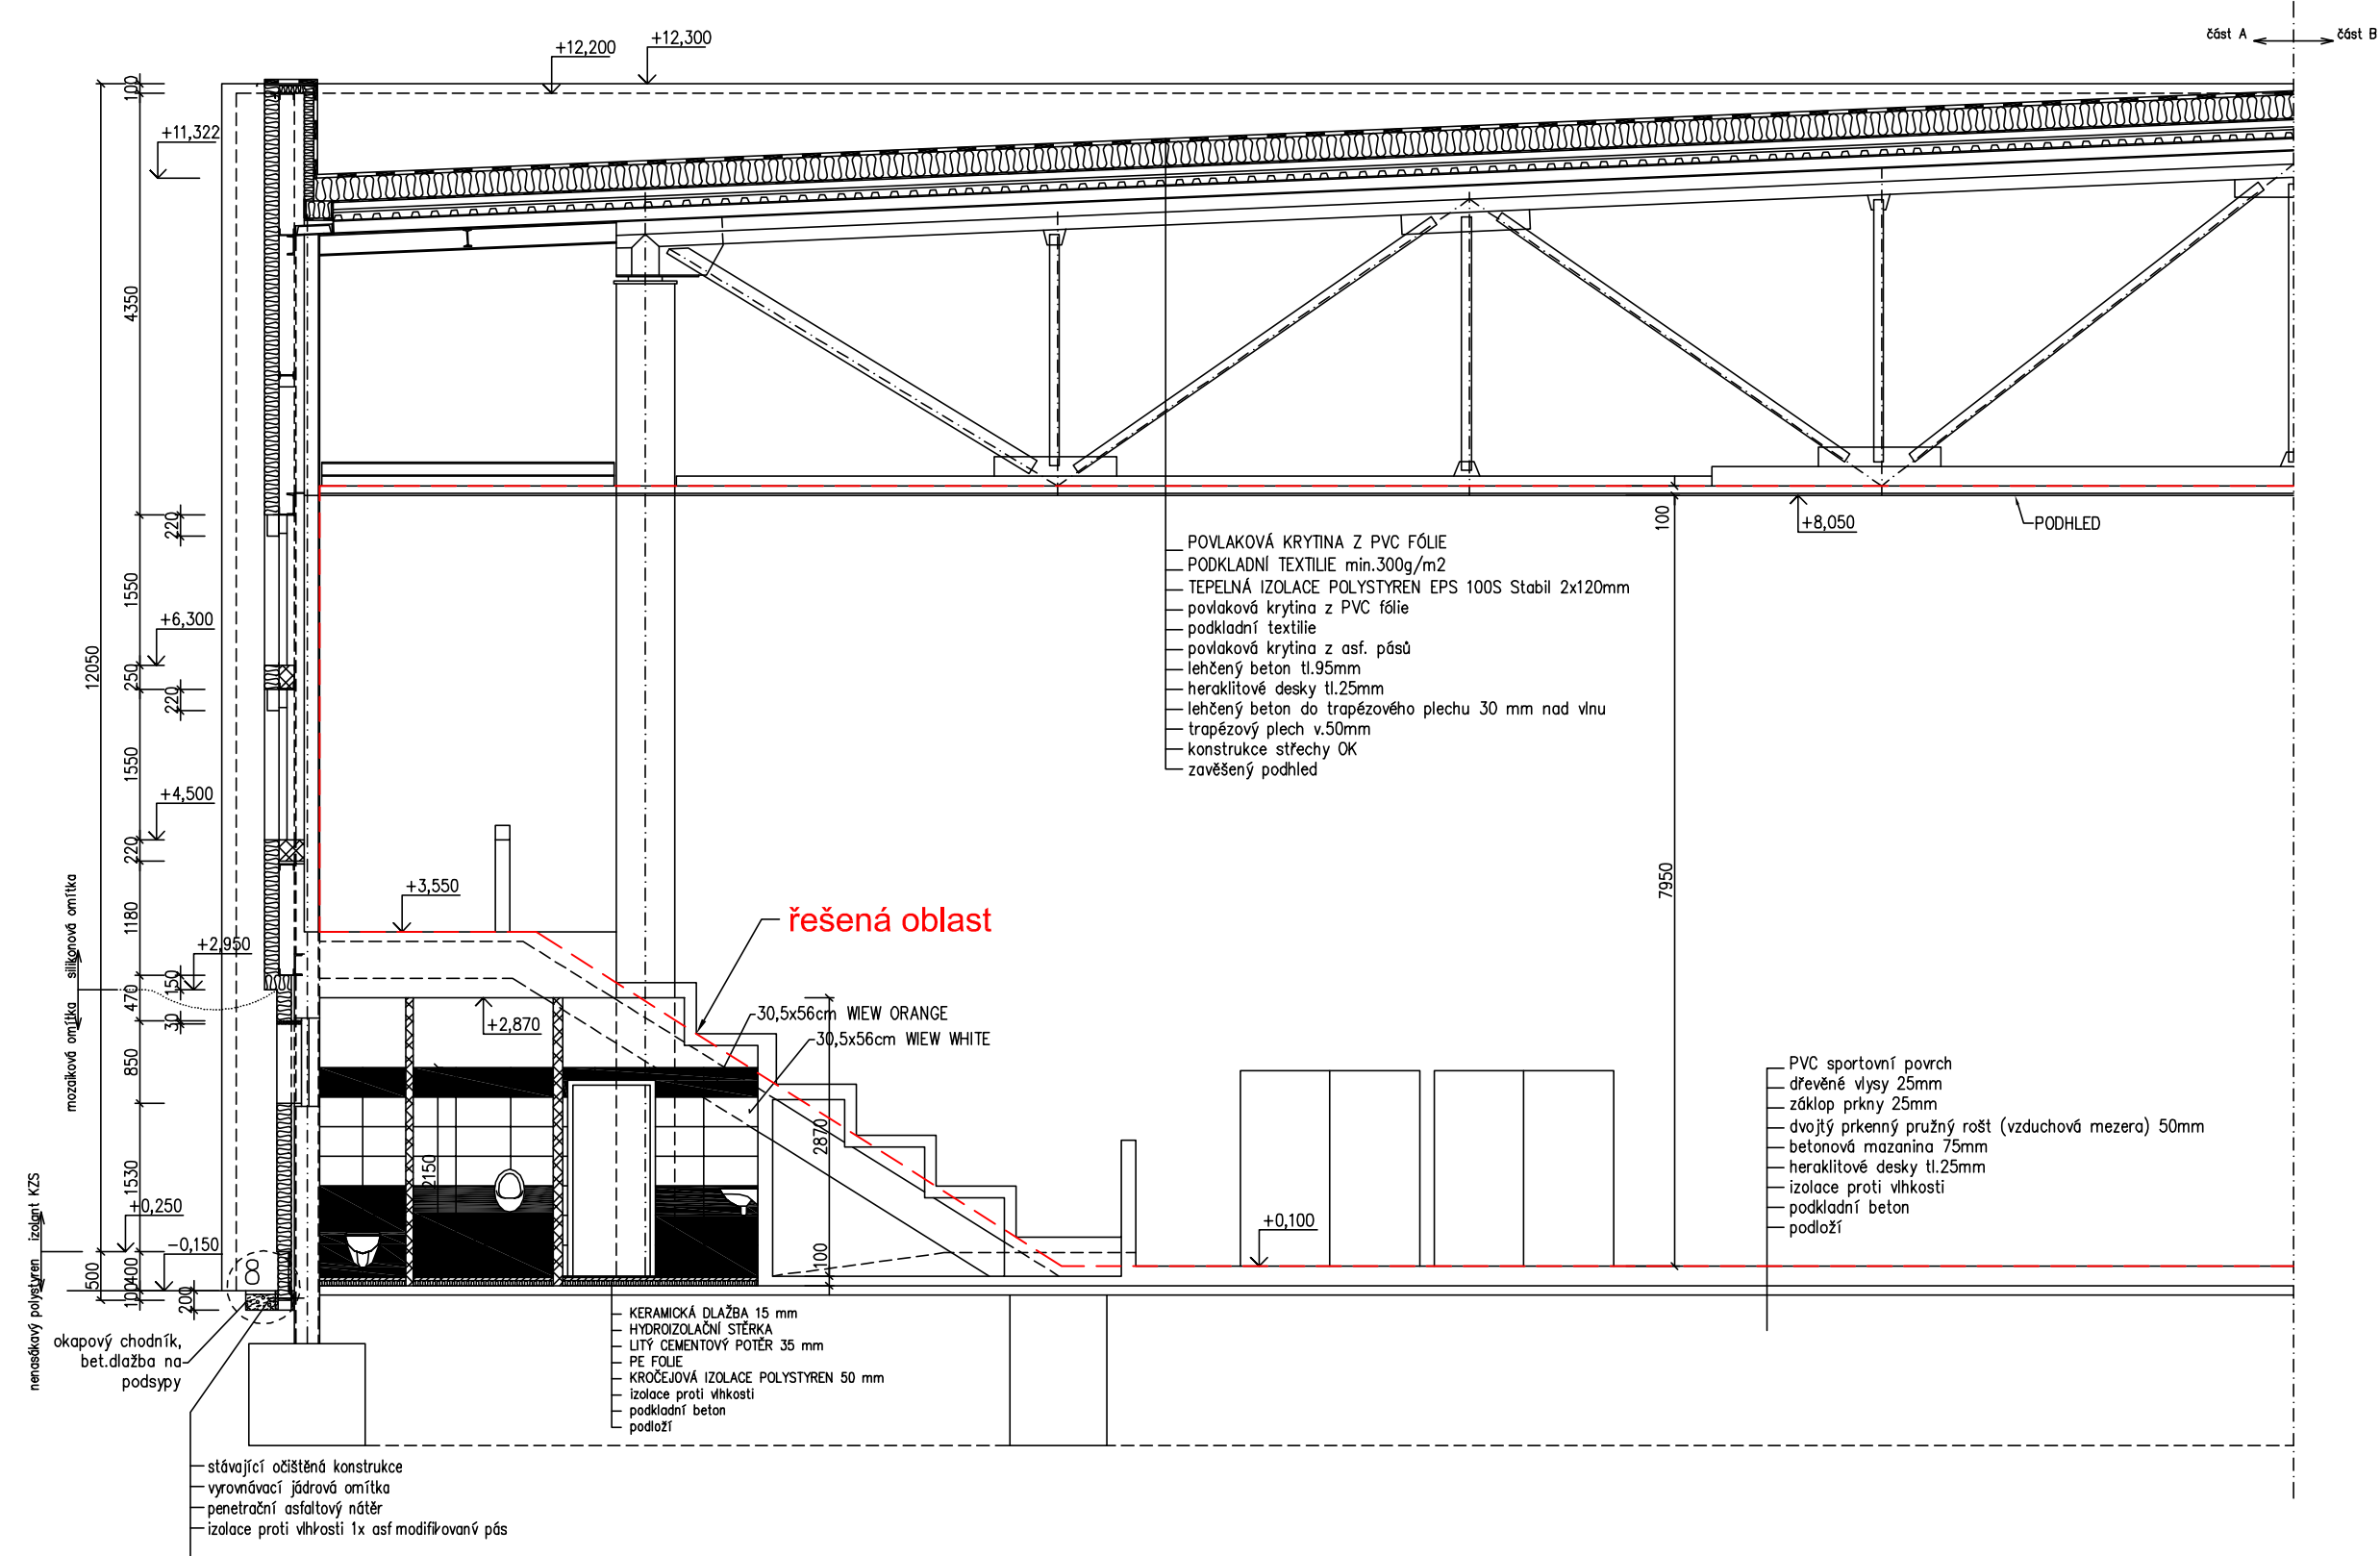 část A
část B
+12,200
+12,300
+11,322
100
4350
12050
220
1550
+6,300
250
220
1550
+4,500
220
1180
+3,550
+2,950
150
470
30
850
1530
+0,250
-0,150
500
400
100
200
silikonová omítka
mozaiková omítka
izolant KZS
nenasákavý polystyren
100
+8,050
PODHLED
7950
POVLAKOVÁ KRYTINA Z PVC FÓLIE
PODKLADNÍ TEXTILIE min.300g/m2
TEPELNÁ IZOLACE POLYSTYREN EPS 100S Stabil 2x120mm
povlaková krytina z PVC fólie
podkladní textilie
povlaková krytina z asf. pásů
lehčený beton tl.95mm
heraklitové desky tl.25mm
lehčený beton do trapézového plechu 30 mm nad vlnu
trapézový plech v.50mm
konstrukce střechy OK
zavěšený podhled
řešená oblast
+2,870
30,5x56cm WIEW ORANGE
30,5x56cm WIEW WHITE
2870
2150
100
+0,100
PVC sportovní povrch
dřevěné vlysy 25mm
záklop prkny 25mm
dvojtý prkenný pružný rošt (vzduchová mezera) 50mm
betonová mazanina 75mm
heraklitové desky tl.25mm
izolace proti vlhkosti
podkladní beton
podloží
KERAMICKÁ DLAŽBA 15 mm
HYDROIZOLAČNÍ STĚRKA
LITÝ CEMENTOVÝ POTĚR 35 mm
PE FOLIE
KROČEJOVÁ IZOLACE POLYSTYREN 50 mm
izolace proti vlhkosti
podkladní beton
podloží
okapový chodník,
bet.dlažba na
podsypy
stávající očištěná konstrukce
vyrovnávací jádrová omítka
penetrační asfaltový nátěr
izolace proti vlhkosti 1x asf modifikovaný pás